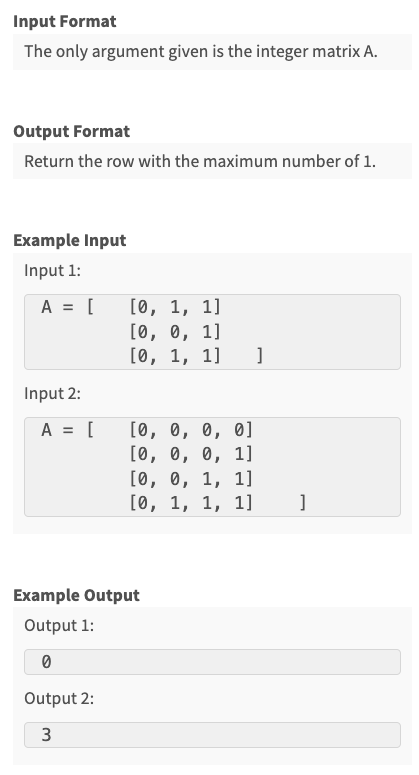 Input Format
The only argument given is the integer matrix A.
Output Format
Return the row with the maximum number of 1.
Example Input
Input 1:
A = [   [0, 1, 1]
        [0, 0, 1]
        [0, 1, 1]   ]
Input 2:
A = [   [0, 0, 0, 0]
        [0, 0, 0, 1]
        [0, 0, 1, 1]
        [0, 1, 1, 1]    ]
Example Output
Output 1:
0
Output 2:
3